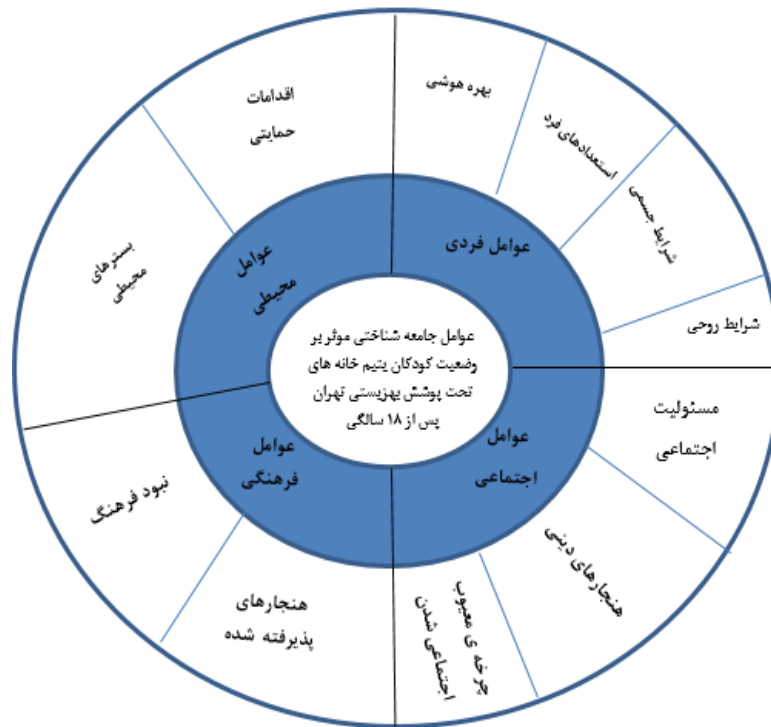 اقدامات
حمایتی
بهره هوشی
استعدادهای فرد
شرایط جسمی
شرایط روحی
بسترهای
محیطی
عوامل
محیطی
عوامل فردی
عوامل جامعه شناختی موثر بر
وضعیت کودکان یتیم خانه های
تحت پوشش بهزیستی تهران
پس از ۱۸ سالگی
عوامل
اجتماعی
عوامل
فرهنگی
مسئولیت
اجتماعی
هنجارهای دینی
چرخه ی معیوب
اجتماعی شدن
هنجارهای
پذیرفته شده
نبود فرهنگ